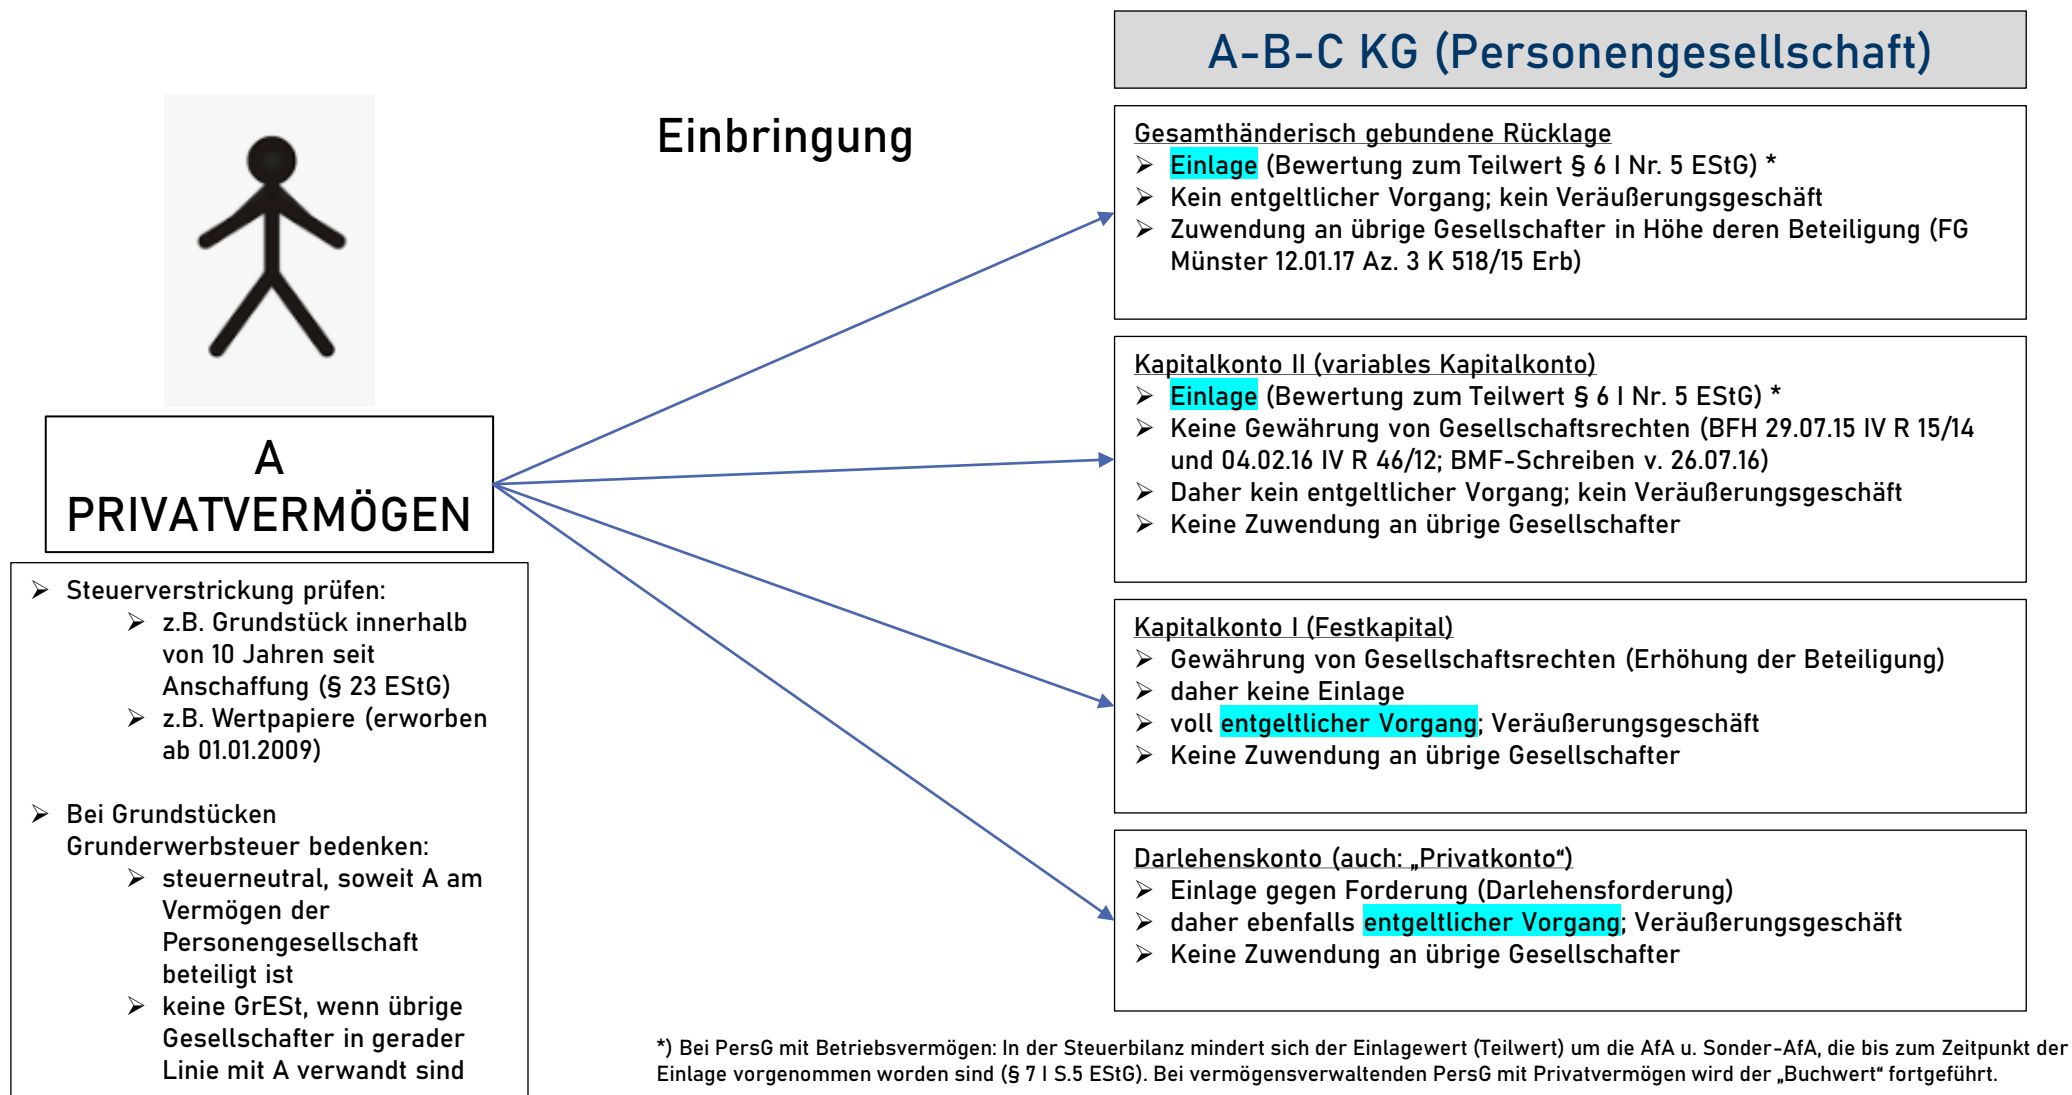 A-B-C KG (Personengesellschaft)
Einbringung
A
PRIVATVERMÖGEN
➢ Steuerverstrickung prüfen:
➢ z.B. Grundstück innerhalb
von 10 Jahren seit
Anschaffung (§ 23 EStG)
➢ z.B. Wertpapiere (erworben
ab 01.01.2009)
➢ Bei Grundstücken
Grunderwerbsteuer bedenken:
➢ steuerneutral, soweit A am
Vermögen der
Personengesellschaft
beteiligt ist
➢ keine GrESt, wenn übrige
Gesellschafter in gerader
Linie mit A verwandt sind
Gesamthänderisch gebundene Rücklage
➢ Einlage (Bewertung zum Teilwert § 6 I Nr. 5 EStG) *
➢ Kein entgeltlicher Vorgang; kein Veräußerungsgeschäft
➢ Zuwendung an übrige Gesellschafter in Höhe deren Beteiligung (FG
Münster 12.01.17 Az. 3 K 518/15 Erb)
Kapitalkonto II (variables Kapitalkonto)
➢ Einlage (Bewertung zum Teilwert § 6 I Nr. 5 EStG) *
➢ Keine Gewährung von Gesellschaftsrechten (BFH 29.07.15 IV R 15/14
und 04.02.16 IV R 46/12; BMF-Schreiben v. 26.07.16)
➢ Daher kein entgeltlicher Vorgang; kein Veräußerungsgeschäft
➢ Keine Zuwendung an übrige Gesellschafter
Kapitalkonto I (Festkapital)
➢ Gewährung von Gesellschaftsrechten (Erhöhung der Beteiligung)
➢ daher keine Einlage
➢ voll entgeltlicher Vorgang; Veräußerungsgeschäft
➢ Keine Zuwendung an übrige Gesellschafter
Darlehenskonto (auch: „Privatkonto“)
➢ Einlage gegen Forderung (Darlehensforderung)
➢ daher ebenfalls entgeltlicher Vorgang; Veräußerungsgeschäft
➢ Keine Zuwendung an übrige Gesellschafter
*) Bei PersG mit Betriebsvermögen: In der Steuerbilanz mindert sich der Einlagewert (Teilwert) um die AfA u. Sonder-AfA, die bis zum Zeitpunkt der
Einlage vorgenommen worden sind (§ 7 I S.5 EStG). Bei vermögensverwaltenden PersG mit Privatvermögen wird der „Buchwert“ fortgeführt.